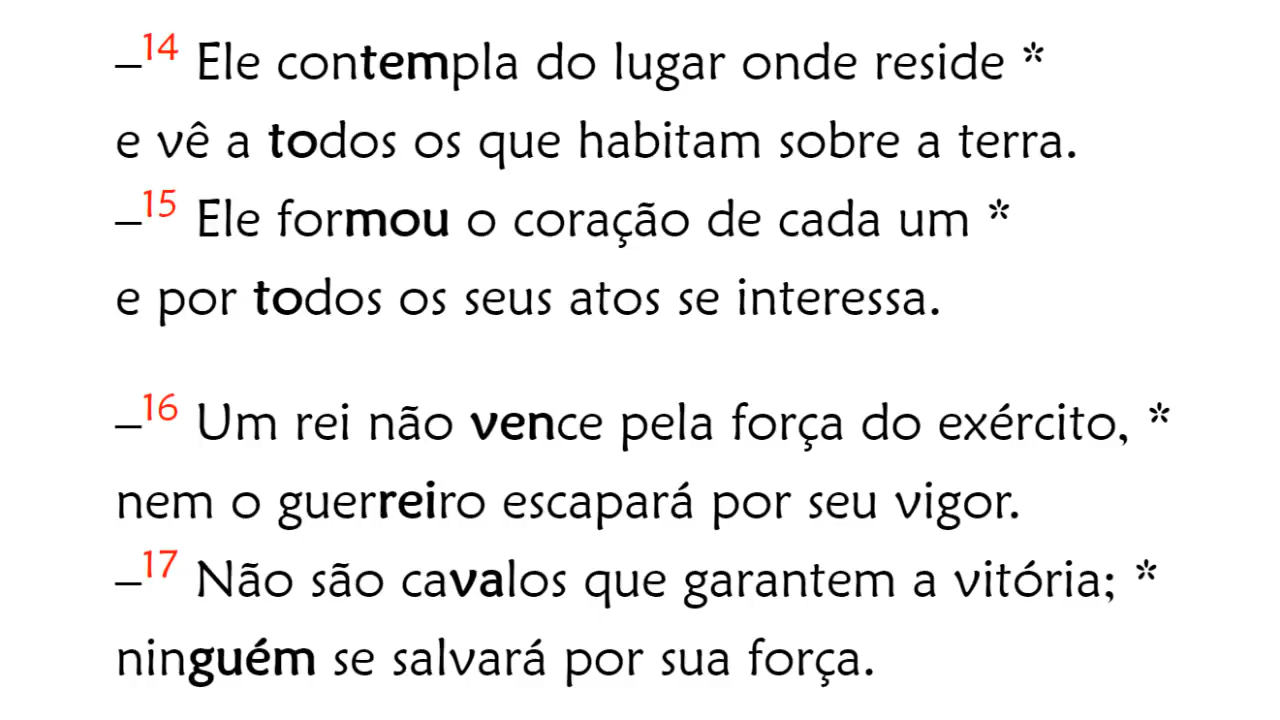 –14 Ele contempla do lugar onde reside *
e vê a todos os que habitam sobre a terra.
–15 Ele formou o coração de cada um *
e por todos os seus atos se interessa.
–16 Um rei não vence pela força do exército, *
nem o guerreiro escapará por seu vigor.
–17 Não são cavalos que garantem a vitória; *
ninguém se salvará por sua força.